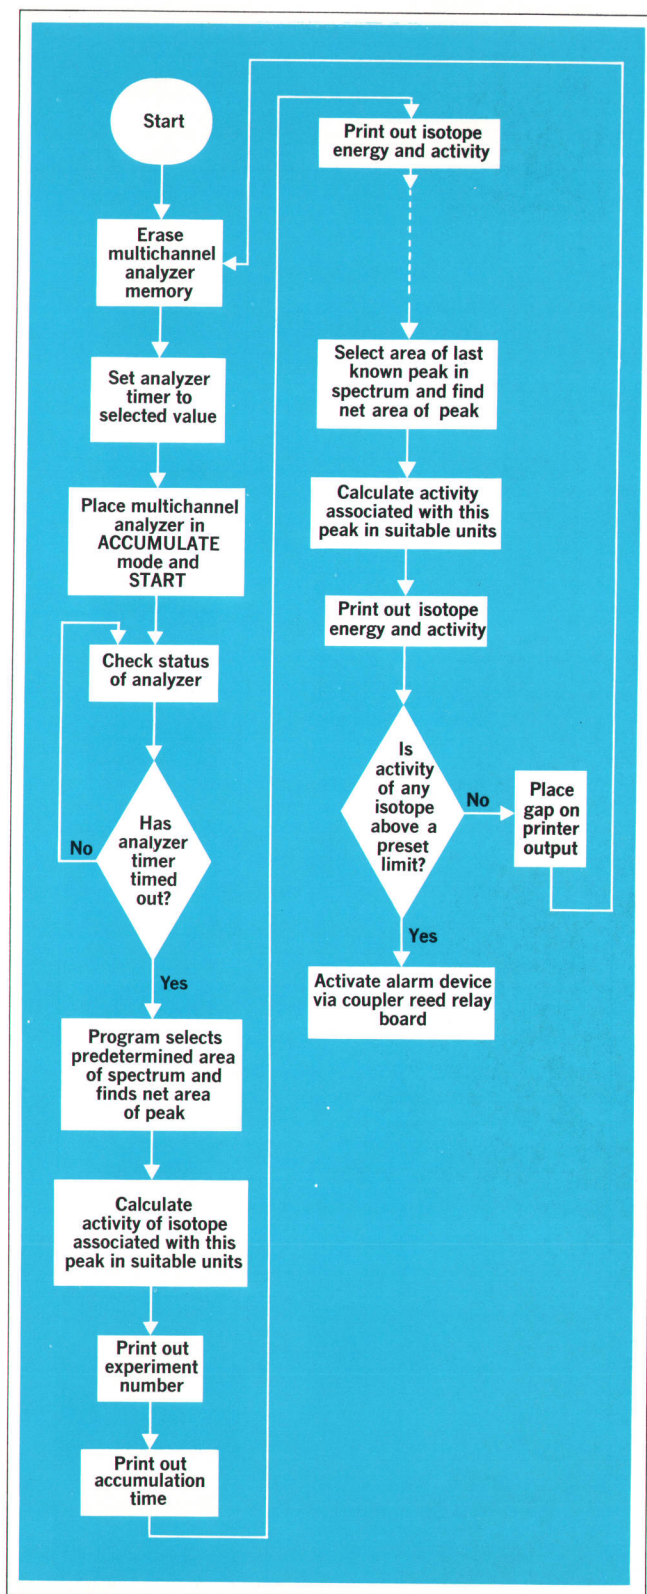 Start
Erase
multichannel
analyzer
memory
Set analyzer
timer to
selected value
Place multichannel
analyzer in
ACCUMULATE
mode and
START
Check status
of analyzer
Has
analyzer
timer
timed
out?
No
Yes
Program selects
predetermined area
of spectrum and
finds net area
of peak
Calculate
activity of isotope
associated with this
peak in suitable units
Print out
experiment
number
Print out
accumulation
time
Print out isotope
energy and activity
Select area of last
known peak in
spectrum and find
net area of peak
Calculate activity
associated with this
peak in suitable units
Print out isotope
energy and activity
Is
activity
of any
isotope
above a
preset
limit?
No
Place
gap on
printer
output
Yes
Activate alarm device
via coupler reed relay
board